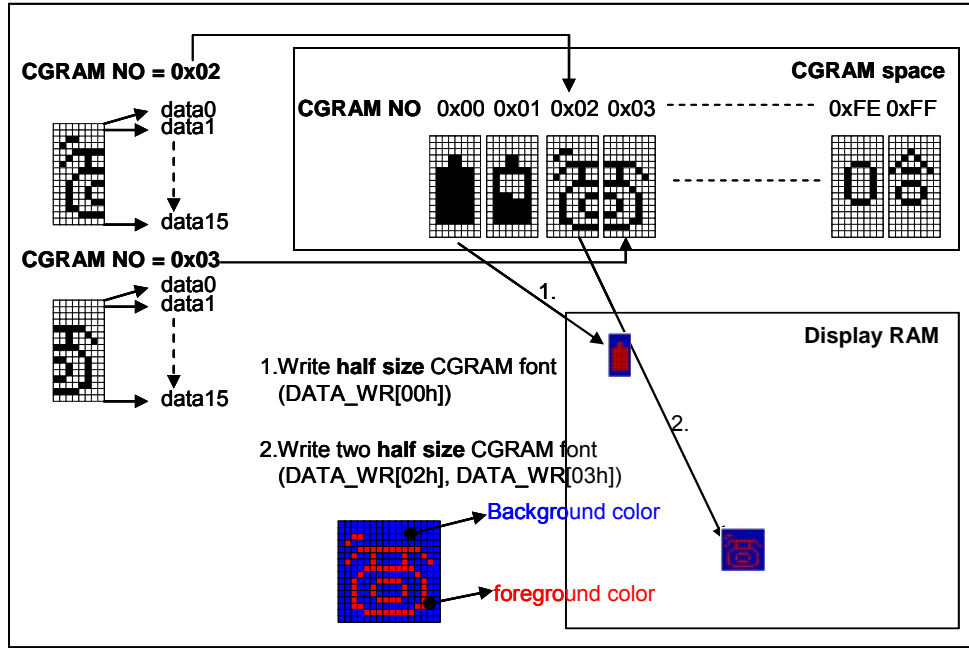 CGRAM NO = 0x02
data0
data1
data15
CGRAM NO = 0x03
data0
data1
data15
CGRAM space
CGRAM NO 0x00 0x01 0x02 0x03 0xFE 0xFF
1.
Display RAM
1.Write half size CGRAM font
(DATA_WR[00h])
2.
2.Write two half size CGRAM font
(DATA_WR[02h], DATA_WR[03h])
Background color
foreground color